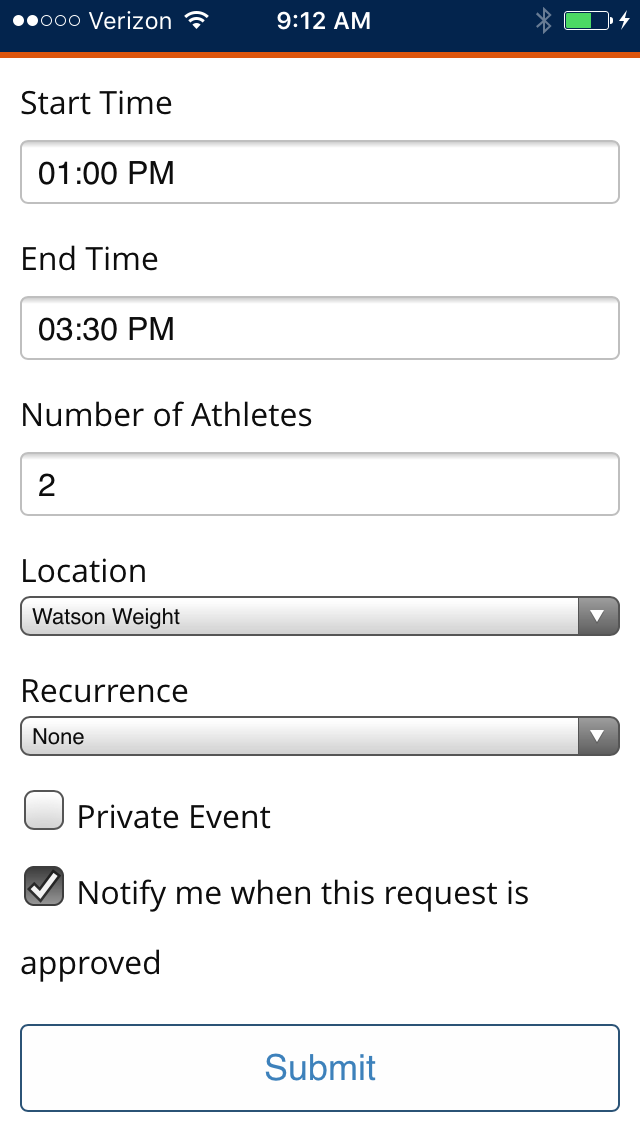 Verizon 9:12 AM
Start Time
01:00 PM
End Time
03:30 PM
Number of Athletes
2
Location
Watson Weight
Recurrence
None
Private Event
Notify me when this request is
approved
Submit